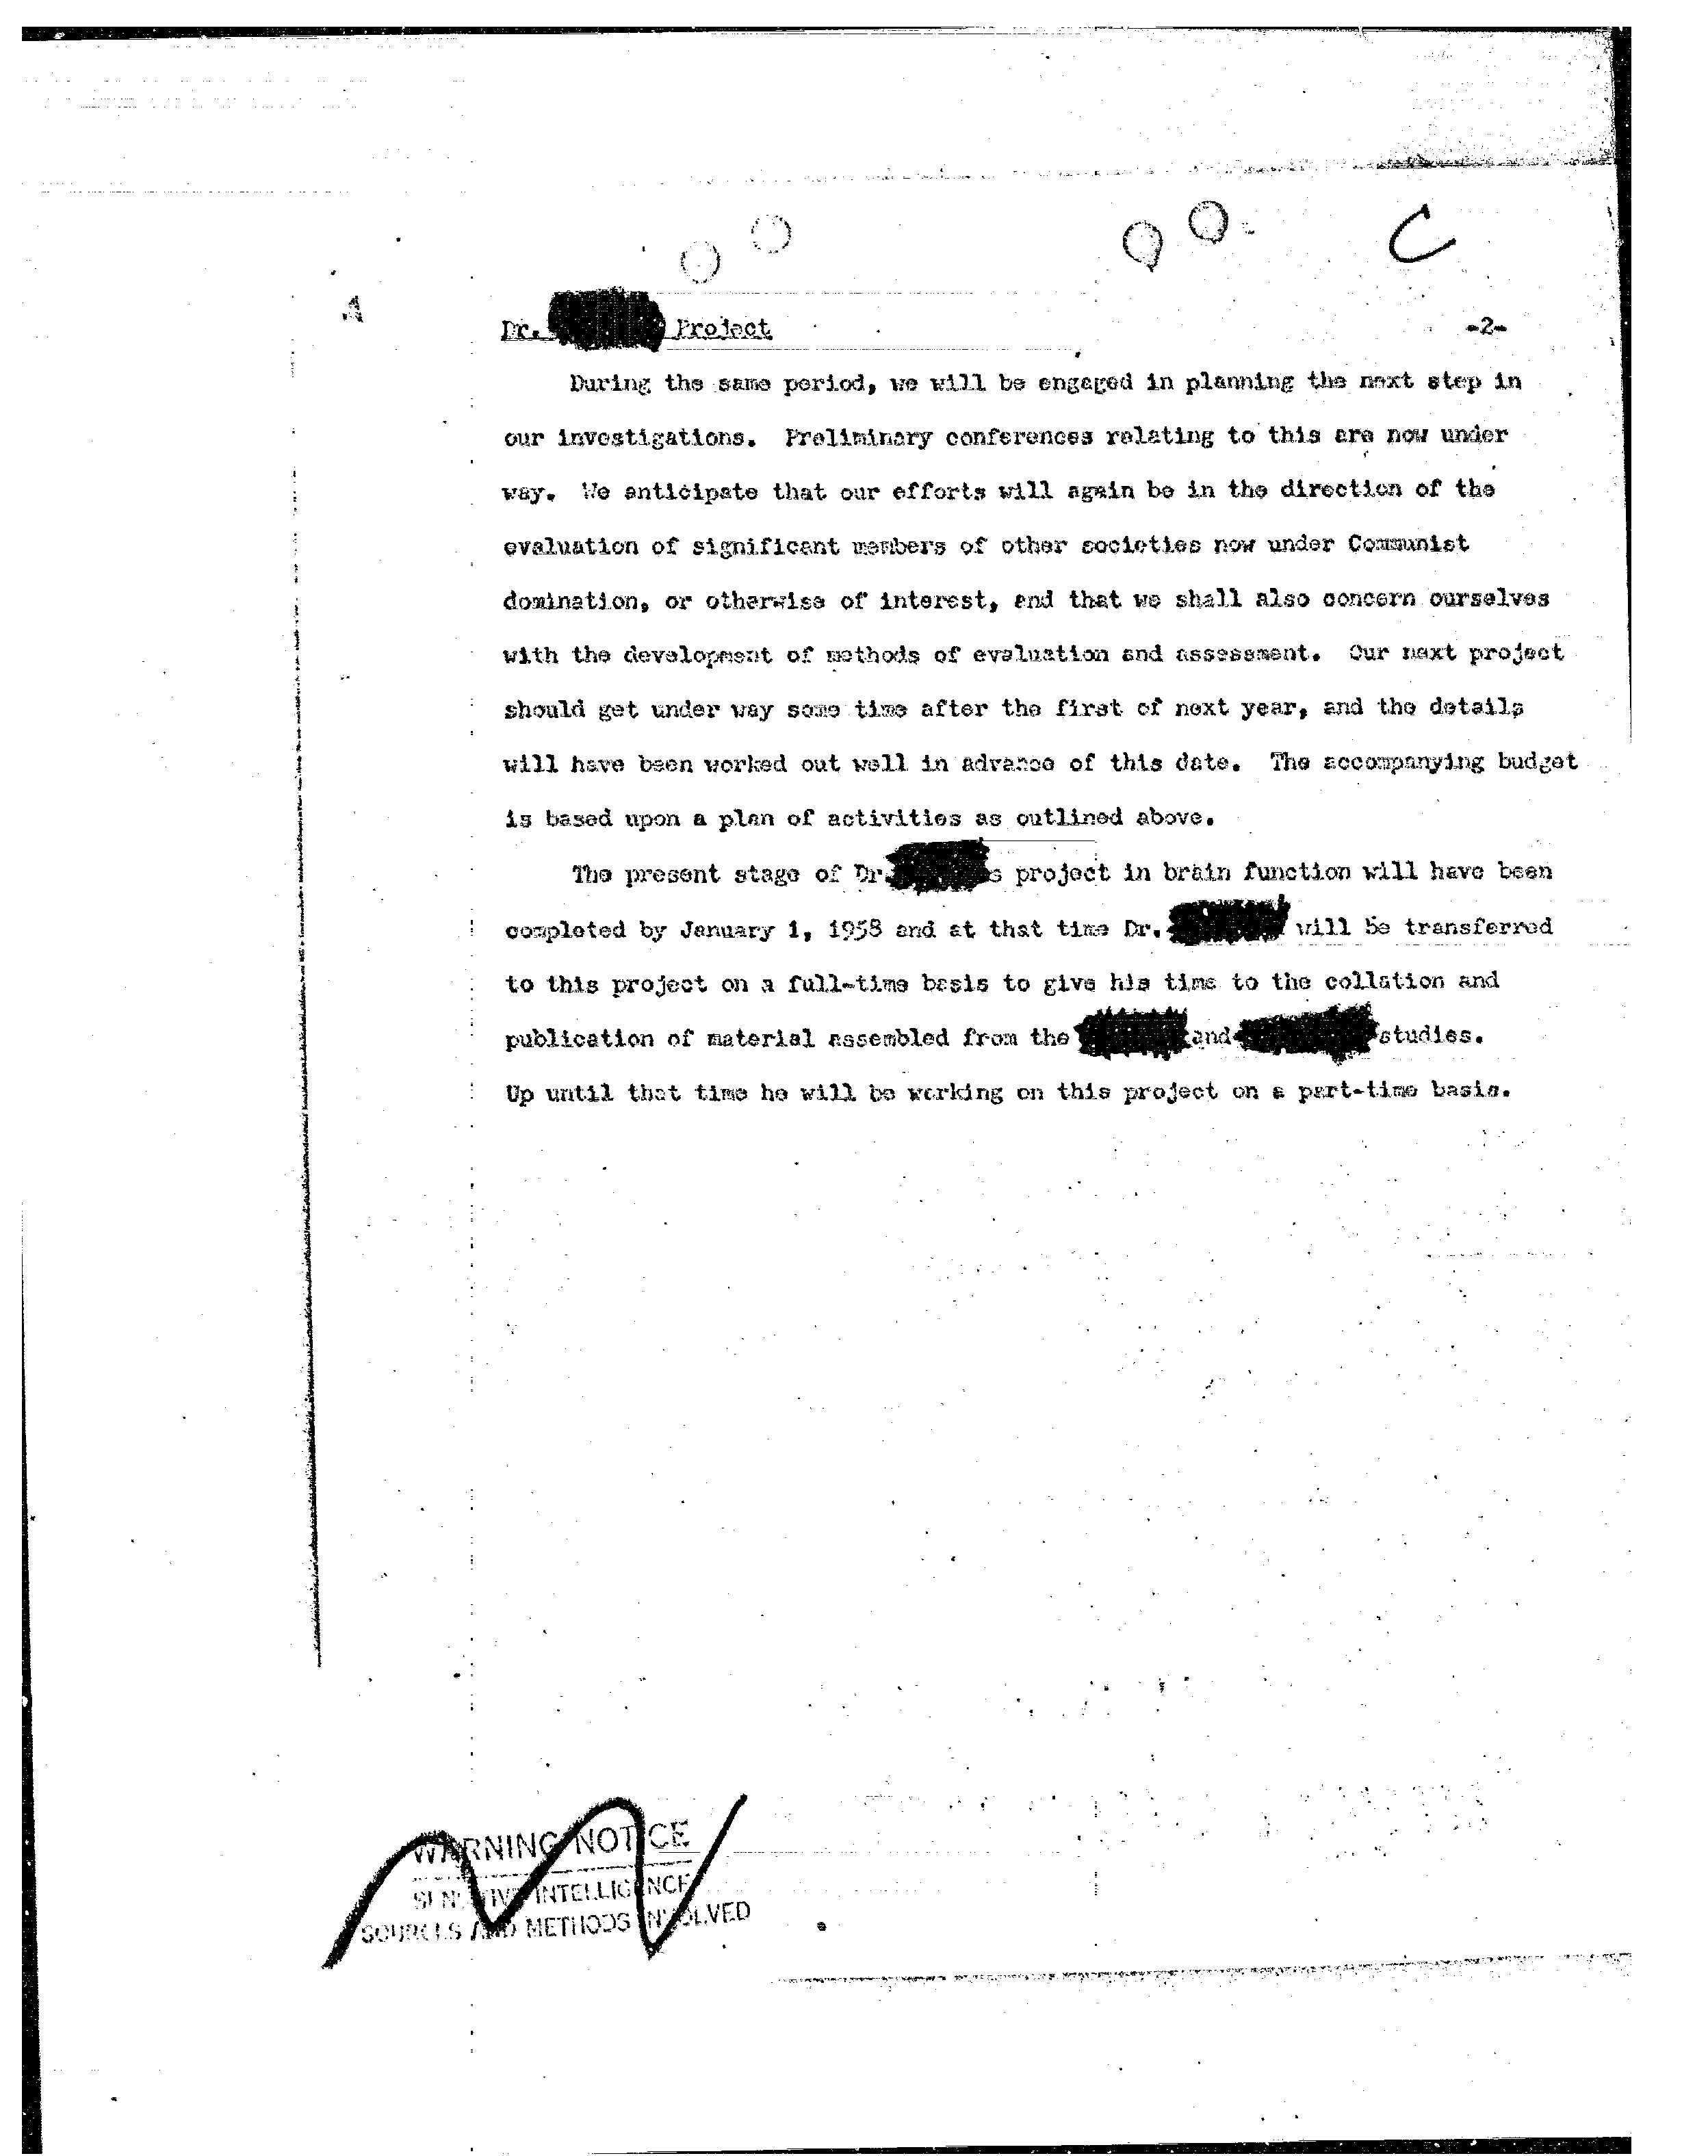 C
Dr. Project
-2-
During the same period, we will be engaged in planning the next step in
our investigations. Preliminary conferences relating to this are now under
way. We anticipate that our efforts will again be in the direction of the
evaluation of significant members of other societies now under Communist
domination, or otherwise of interest, and that we shall also concern ourselves
with the development of methods of evaluation and assessment. Our next project
should get under way some time after the first of next year, and the details
will have been worked out well in advance of this date. The accompanying budget
is based upon a plan of activities as outlined above.
The present stage of Dr. s project in brain function will have been
completed by January 1, 1958 and at that time Dr. will be transferred
to this project on a full-time basis to give his time to the collation and
publication of material assembled from the and studies.
Up until that time he will be working on this project on a part-time basis.
WARNING NOTICE
SENSITIVE INTELLIGENCE
SOURCES AND METHODS INVOLVED